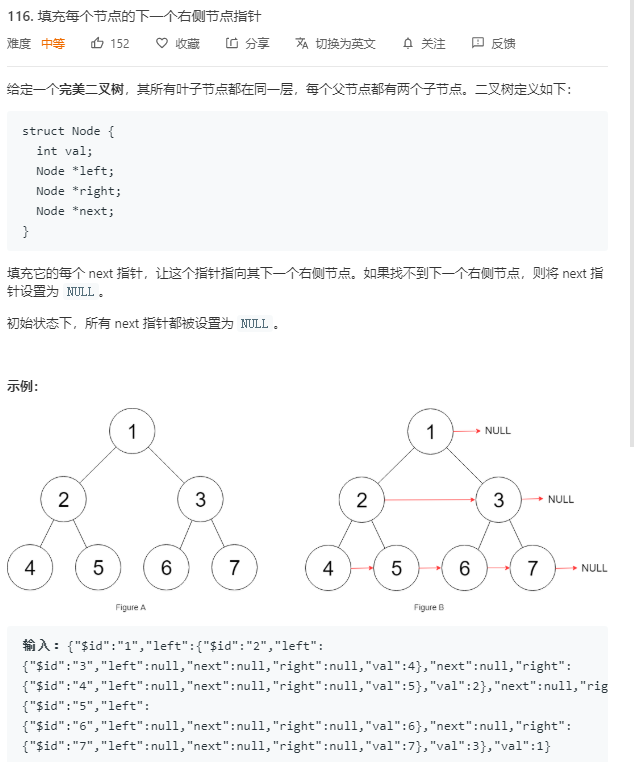 116. 填充每个节点的下一个右侧节点指针
难度 中等 152 收藏 分享 切换为英文 关注 反馈
给定一个完美二叉树，其所有叶子节点都在同一层，每个父节点都有两个子节点。二叉树定义如下：
struct Node {
  int val;
  Node *left;
  Node *right;
  Node *next;
}
填充它的每个 next 指针，让这个指针指向其下一个右侧节点。如果找不到下一个右侧节点，则将 next 指
针设置为 NULL。
初始状态下，所有 next 指针都被设置为 NULL。
示例：
1 1 NULL
2 3 2 3 NULL
4 5 6 7 4 5 6 7 NULL
Figure A Figure B
输入：{"$id":"1","left":{"$id":"2","left":
{"$id":"3","left":null,"next":null,"right":null,"val":4},"next":null,"right":
{"$id":"4","left":null,"next":null,"right":null,"val":5},"val":2},"next":null,"rig
{"$id":"5","left":
{"$id":"6","left":null,"next":null,"right":null,"val":6},"next":null,"right":
{"$id":"7","left":null,"next":null,"right":null,"val":7},"val":3},"val":1}